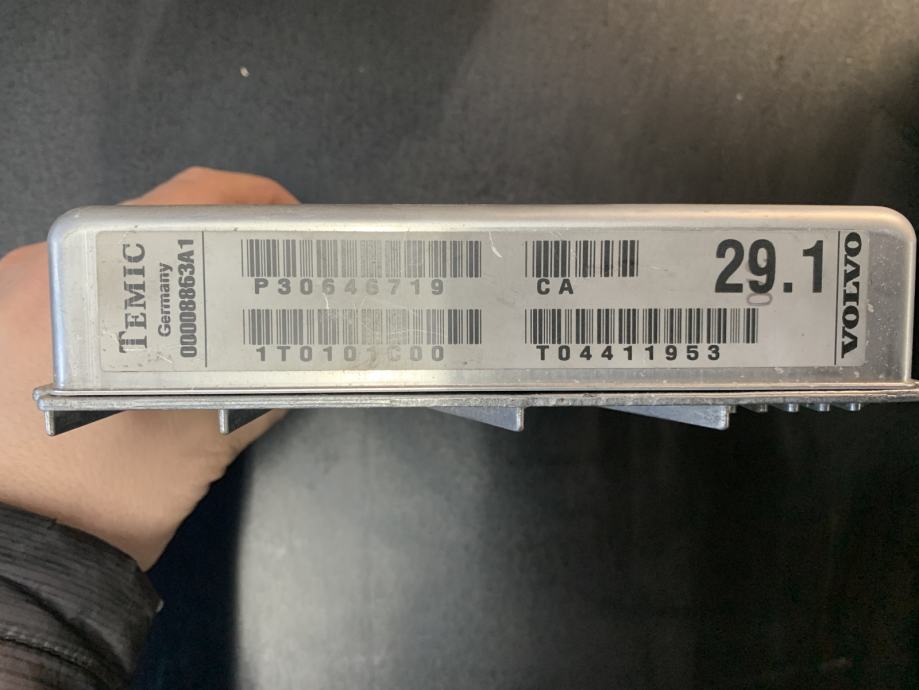 TEMIC
Germany
00008863A1
P30646719
1T0101C00
CA
T04411953
29.1
VOLVO